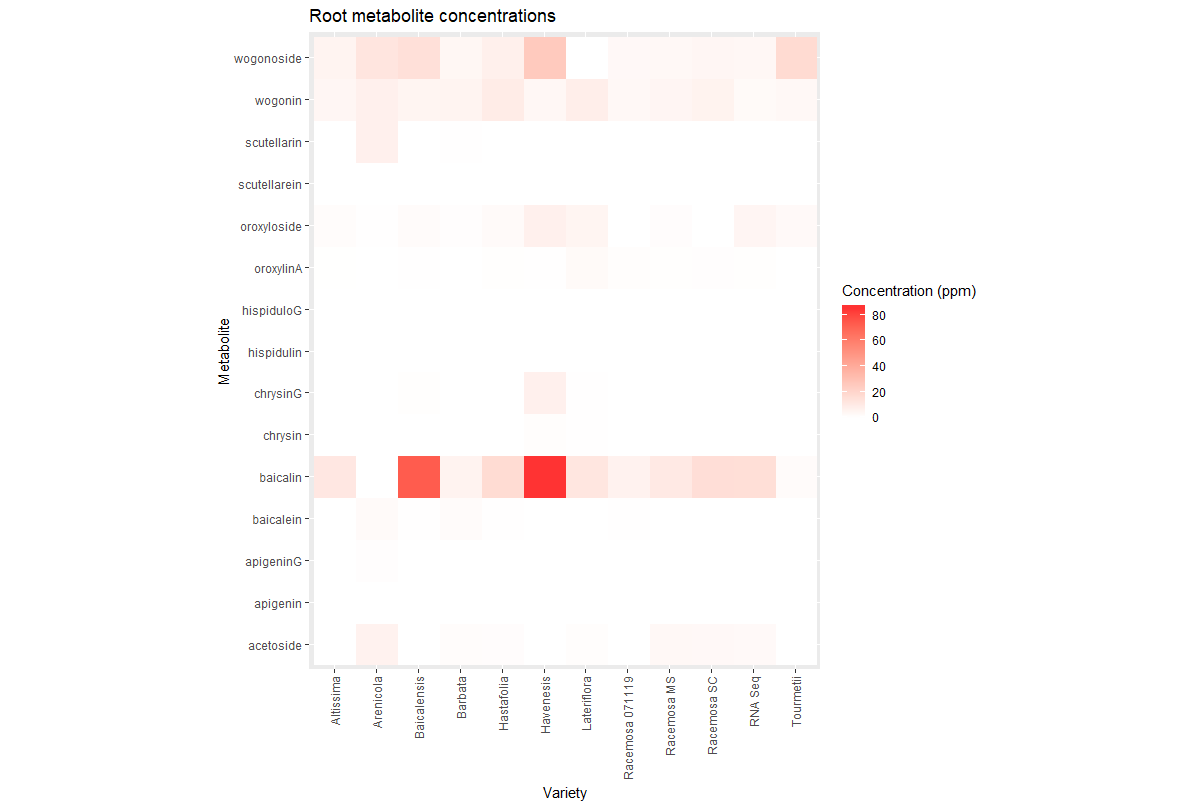 Root metabolite concentrations
wogonoside
wogonin
scutellarin
scutellarein
oroxyloside
oroxylinA
hispiduloG
hispidulin
chrysinG
chrysin
baicalin
baicalein
apigeninG
apigenin
acetoside
Metabolite
Altissima
Arenicola
Baicalensis
Barbata
Hastafolia
Havenesis
Lateriflora
Racemosa 071119
Racemosa MS
Racemosa SC
RNA Seq
Tourmetii
Variety
Concentration (ppm)
80
60
40
20
0